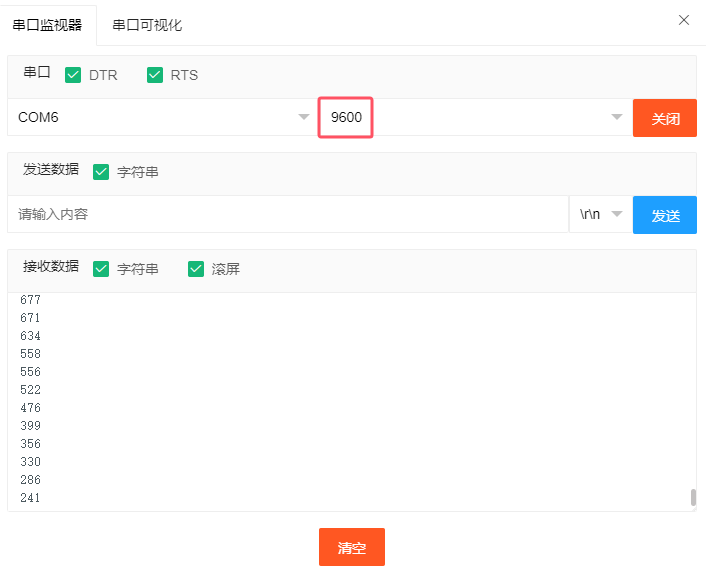 串口监视器 串口可视化
串口 DTR RTS
COM6 9600 关闭
发送数据 字符串
请输入内容 \r\n 发送
接收数据 字符串 滚屏
677
671
634
558
556
522
476
399
356
330
286
241
清空